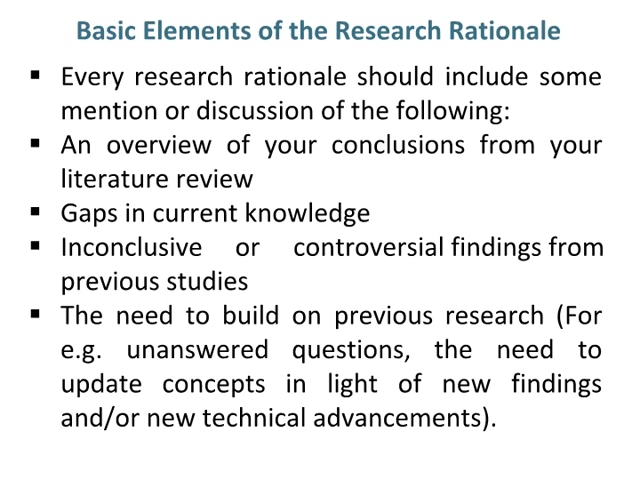 Basic Elements of the Research Rationale
▪ Every research rationale should include some
mention or discussion of the following:
▪ An overview of your conclusions from your
literature review
▪ Gaps in current knowledge
▪ Inconclusive or controversial findings from
previous studies
▪ The need to build on previous research (For
e.g. unanswered questions, the need to
update concepts in light of new findings
and/or new technical advancements).